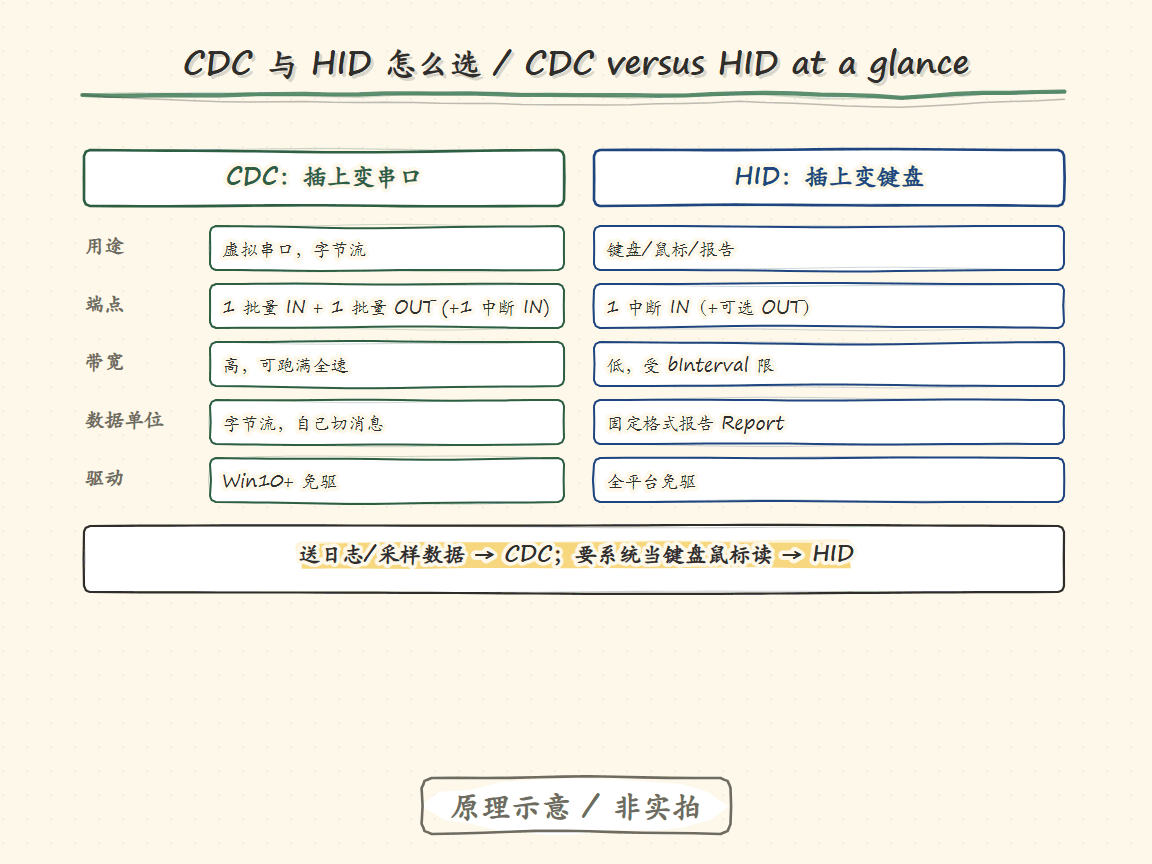 CDC 与 HID 怎么选 / CDC versus HID at a glance
CDC：插上变串口
HID：插上变键盘
用途
虚拟串口，字节流
键盘/鼠标/报告
端点
1 批量 IN + 1 批量 OUT (+1 中断 IN)
1 中断 IN（+可选 OUT）
带宽
高，可跑满全速
低，受 bInterval 限
数据单位
字节流，自己切消息
固定格式报告 Report
驱动
Win10+ 免驱
全平台免驱
送日志/采样数据 → CDC；要系统当键盘鼠标读 → HID
原理示意 / 非实拍